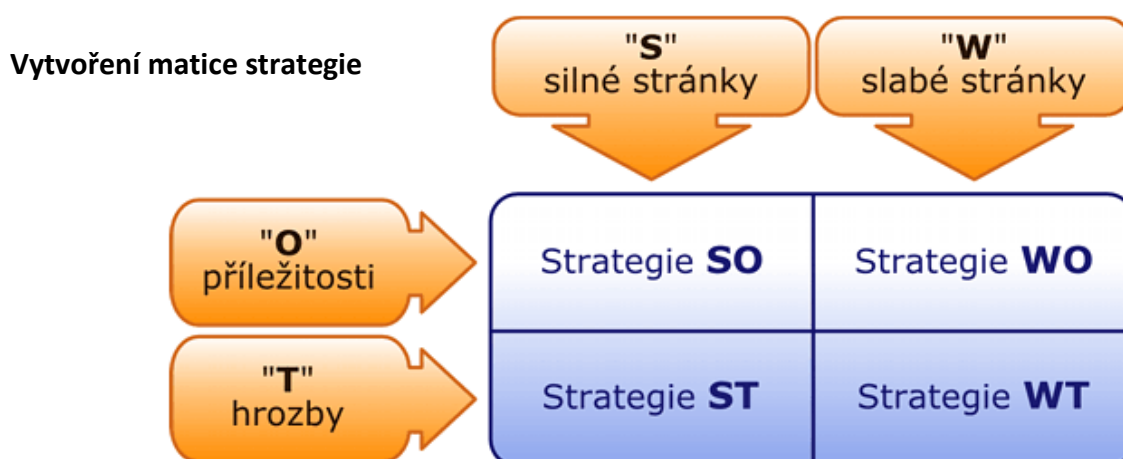 Vytvoření matice strategie
"S"
silné stránky
"W"
slabé stránky
"O"
příležitosti
Strategie SO
Strategie WO
"T"
hrozby
Strategie ST
Strategie WT